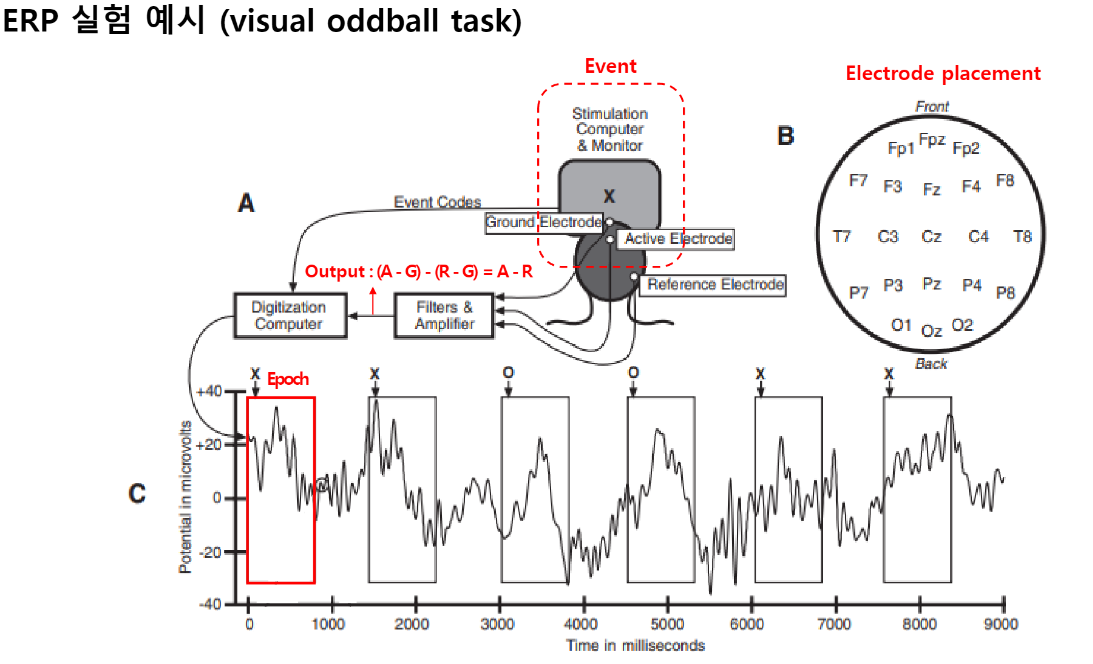 ERP 실험 예시 (visual oddball task)
Event
Electrode placement
Stimulation
Computer
& Monitor
X
A
Event Codes
Ground Electrode
Active Electrode
Reference Electrode
Output : (A - G) - (R - G) = A - R
Digitization
Computer
Filters &
Amplifier
B
Front
Fp1 Fpz Fp2
F7 F3 Fz F4 F8
T7 C3 Cz C4 T8
P7 P3 Pz P4 P8
O1 Oz O2
Back
C
X Epoch X O O X X
Potential in microvolts
+40
+20
0
-20
-40
0 1000 2000 3000 4000 5000 6000 7000 8000 9000
Time in milliseconds